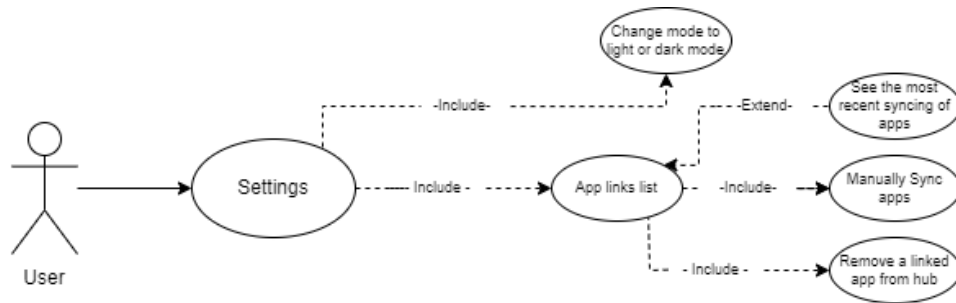 Change mode to
light or dark mode
-Include-
-Extend-
See the most
recent syncing of
apps
Settings
- Include -
App links list
-Include-
Manually Sync
apps
- Include -
Remove a linked
app from hub
User